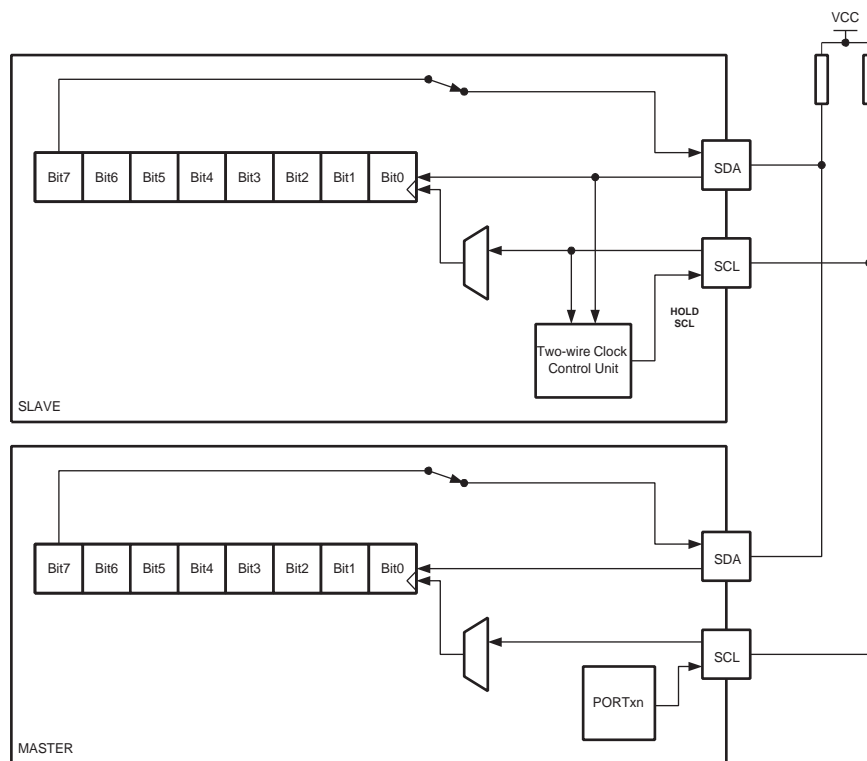 VCC
Bit7 Bit6 Bit5 Bit4 Bit3 Bit2 Bit1 Bit0
SDA
SCL
HOLD
SCL
Two-wire Clock
Control Unit
SLAVE
Bit7 Bit6 Bit5 Bit4 Bit3 Bit2 Bit1 Bit0
SDA
SCL
PORTxn
MASTER